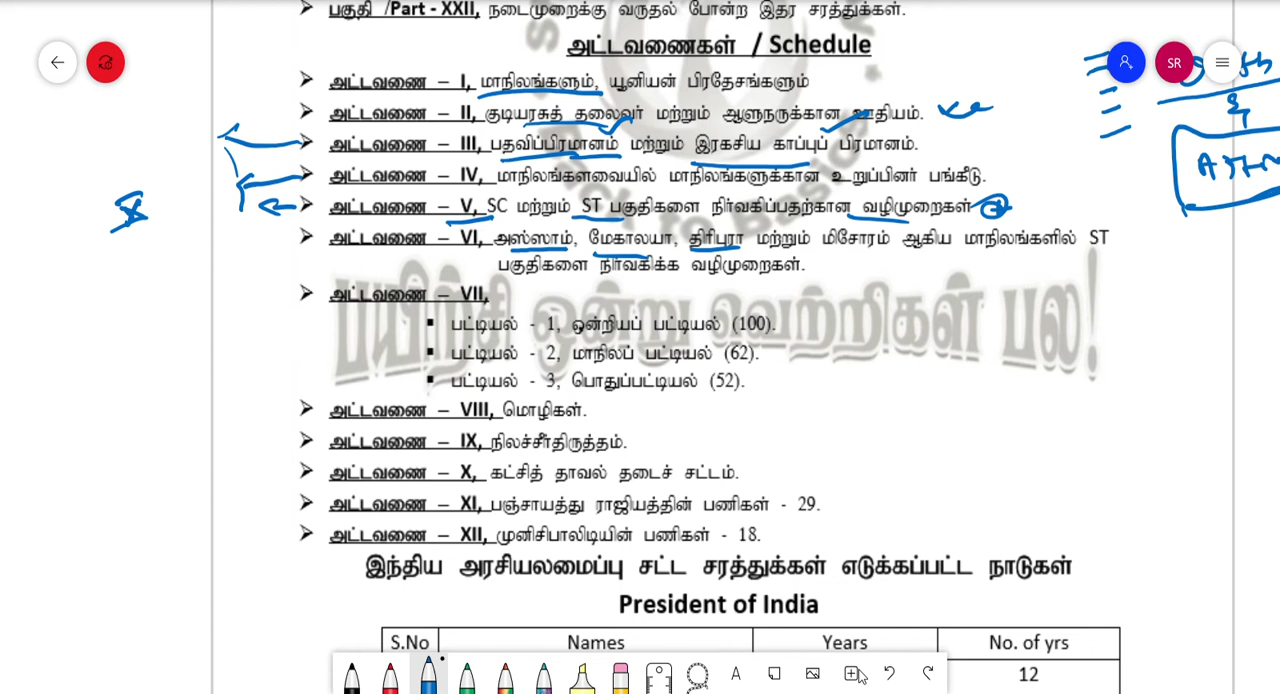 பகுதி /Part - XXII, நடைமுறைக்கு வருதல் போன்ற இதர சரத்துக்கள்.
அட்டவணைகள் / Schedule
SR
அட்டவணை – I, மாநிலங்களும், யூனியன் பிரதேசங்களும்
அட்டவணை – II, குடியரசுத் தலைவர் மற்றும் ஆளுநருக்கான ஊதியம்.
அட்டவணை – III, பதவிப்பிரமானம் மற்றும் இரகசிய காப்புப் பிரமானம்.
அட்டவணை – IV, மாநிலங்களவையில் மாநிலங்களுக்கான உறுப்பினர் பங்கீடு.
அட்டவணை – V, SC மற்றும் ST பகுதிகளை நிர்வகிப்பதற்கான வழிமுறைகள்
அட்டவணை – VI, அஸ்ஸாம், மேகாலயா, திரிபுரா மற்றும் மிசோரம் ஆகிய மாநிலங்களில் ST
பகுதிகளை நிர்வகிக்க வழிமுறைகள்.
அட்டவணை – VII,
பட்டியல் - 1, ஒன்றியப் பட்டியல் (100).
பட்டியல் - 2, மாநிலப் பட்டியல் (62).
பட்டியல் - 3, பொதுப்பட்டியல் (52).
பயிற்சி ஒன்று வெற்றிகள் பல!
அட்டவணை – VIII, மொழிகள்.
அட்டவணை – IX, நிலச்சீர்திருத்தம்.
அட்டவணை – X, கட்சித் தாவல் தடைச் சட்டம்.
அட்டவணை – XI, பஞ்சாயத்து ராஜியத்தின் பணிகள் - 29.
அட்டவணை – XII, முனிசிபாலிடியின் பணிகள் - 18.
இந்திய அரசியலமைப்பு சட்ட சரத்துக்கள் எடுக்கப்பட்ட நாடுகள்
President of India
S.No Names Years No. of yrs
12